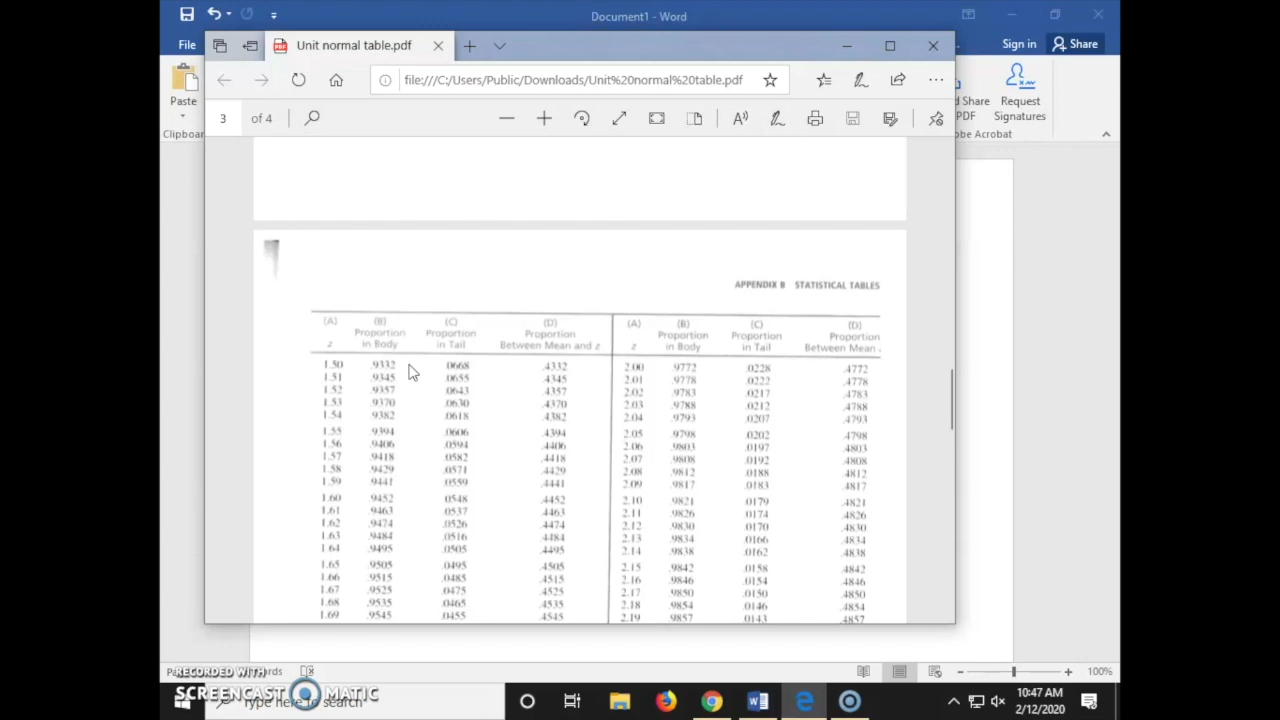 Document1 - Word
File
Sign in
Share
Unit normal table.pdf
file:///C:/Users/Public/Downloads/Unit%20normal%20table.pdf
Paste
Share
PDF
Request
Signatures
Clipboa
obe Acrobat
3 of 4
APPENDIX B STATISTICAL TABLES
(A) (B) (C) (D) (A) (B) (C) (D)
Proportion Proportion Proportion Proportion Proportion Proportion
z in Body in Tail Between Mean and z z in Body in Tail Between Mean
1.50 .9332 .0668 .4332 2.00 .9772 .0228 .4772
1.51 .9345 .0655 .4345 2.01 .9778 .0222 .4778
1.52 .9357 .0643 .4357 2.02 .9783 .0217 .4783
1.53 .9370 .0630 .4370 2.03 .9788 .0212 .4788
1.54 .9382 .0618 .4382 2.04 .9793 .0207 .4793
1.55 .9394 .0606 .4394 2.05 .9798 .0202 .4798
1.56 .9406 .0594 .4406 2.06 .9803 .0197 .4803
1.57 .9418 .0582 .4418 2.07 .9808 .0192 .4808
1.58 .9429 .0571 .4429 2.08 .9812 .0188 .4812
1.59 .9441 .0559 .4441 2.09 .9817 .0183 .4817
1.60 .9452 .0548 .4452 2.10 .9821 .0179 .4821
1.61 .9463 .0537 .4463 2.11 .9826 .0174 .4826
1.62 .9474 .0526 .4474 2.12 .9830 .0170 .4830
1.63 .9484 .0516 .4484 2.13 .9834 .0166 .4834
1.64 .9495 .0505 .4495 2.14 .9838 .0162 .4838
1.65 .9505 .0495 .4505 2.15 .9842 .0158 .4842
1.66 .9515 .0485 .4515 2.16 .9846 .0154 .4846
1.67 .9525 .0475 .4525 2.17 .9850 .0150 .4850
1.68 .9535 .0465 .4535 2.18 .9854 .0146 .4854
1.69 .9545 .0455 .4545 2.19 .9857 .0143 .4857
100%
RECORDED WITH
SCREENCAST MATIC
Type here to search
10:47 AM
2/12/2020